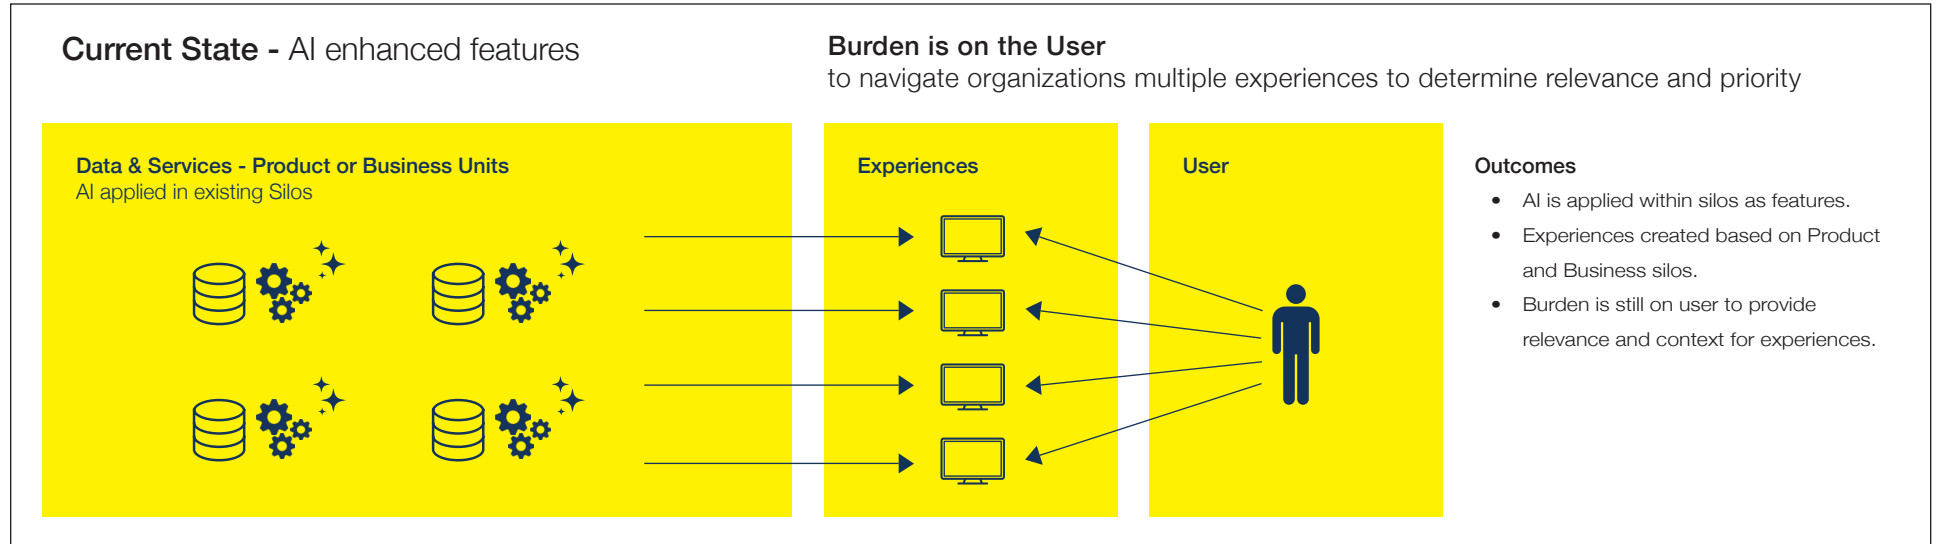 Current State - AI enhanced features
Burden is on the User
to navigate organizations multiple experiences to determine relevance and priority
Data & Services - Product or Business Units
AI applied in existing Silos
Experiences
User
Outcomes
• AI is applied within silos as features.
• Experiences created based on Product
and Business silos.
• Burden is still on user to provide
relevance and context for experiences.